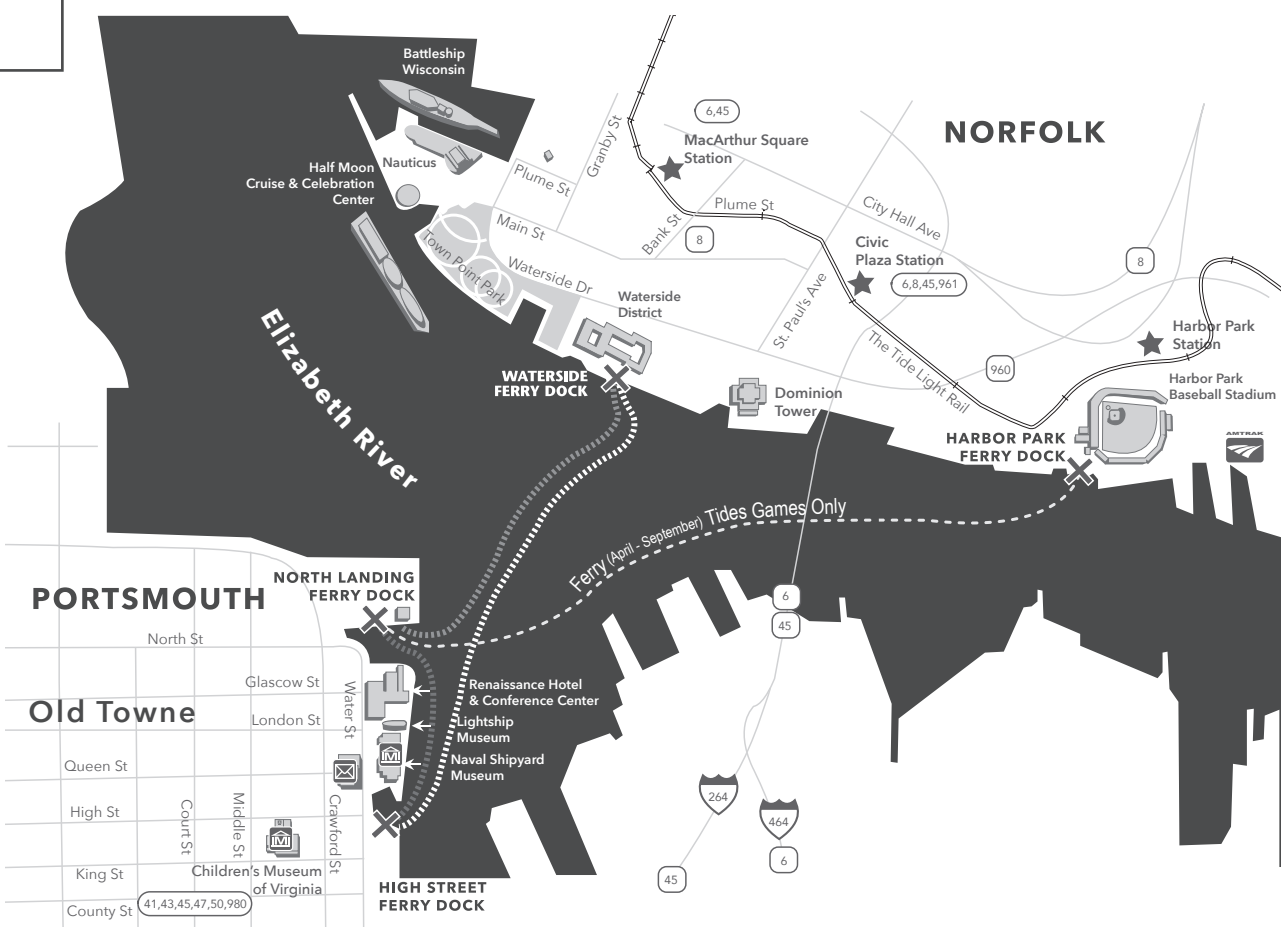 Battleship
Wisconsin
6,45
NORFOLK
MacArthur Square
Station
Granby St
Half Moon
Cruise & Celebration
Center
Nauticus
Plume St
Plume St
City Hall Ave
Main St
Bank St
8
Civic
Plaza Station
6,8,45,961
8
Town Point Park
Waterside Dr
Waterside
District
St. Paul's Ave
The Tide Light Rail
Harbor Park
Station
960
Elizabeth River
WATERSIDE
FERRY DOCK
Dominion
Tower
Harbor Park
Baseball Stadium
HARBOR PARK
FERRY DOCK
AMTRAK
Ferry (April - September) Tides Games Only
NORTH LANDING
FERRY DOCK
PORTSMOUTH
6
45
North St
Glascow St
Water St
Renaissance Hotel
& Conference Center
Old Towne
London St
Lightship
Museum
Queen St
Naval Shipyard
Museum
High St
Court St
Middle St
Crawford St
M
M
264
464
6
45
King St
Children's Museum
of Virginia
County St
41,43,45,47,50,980
HIGH STREET
FERRY DOCK